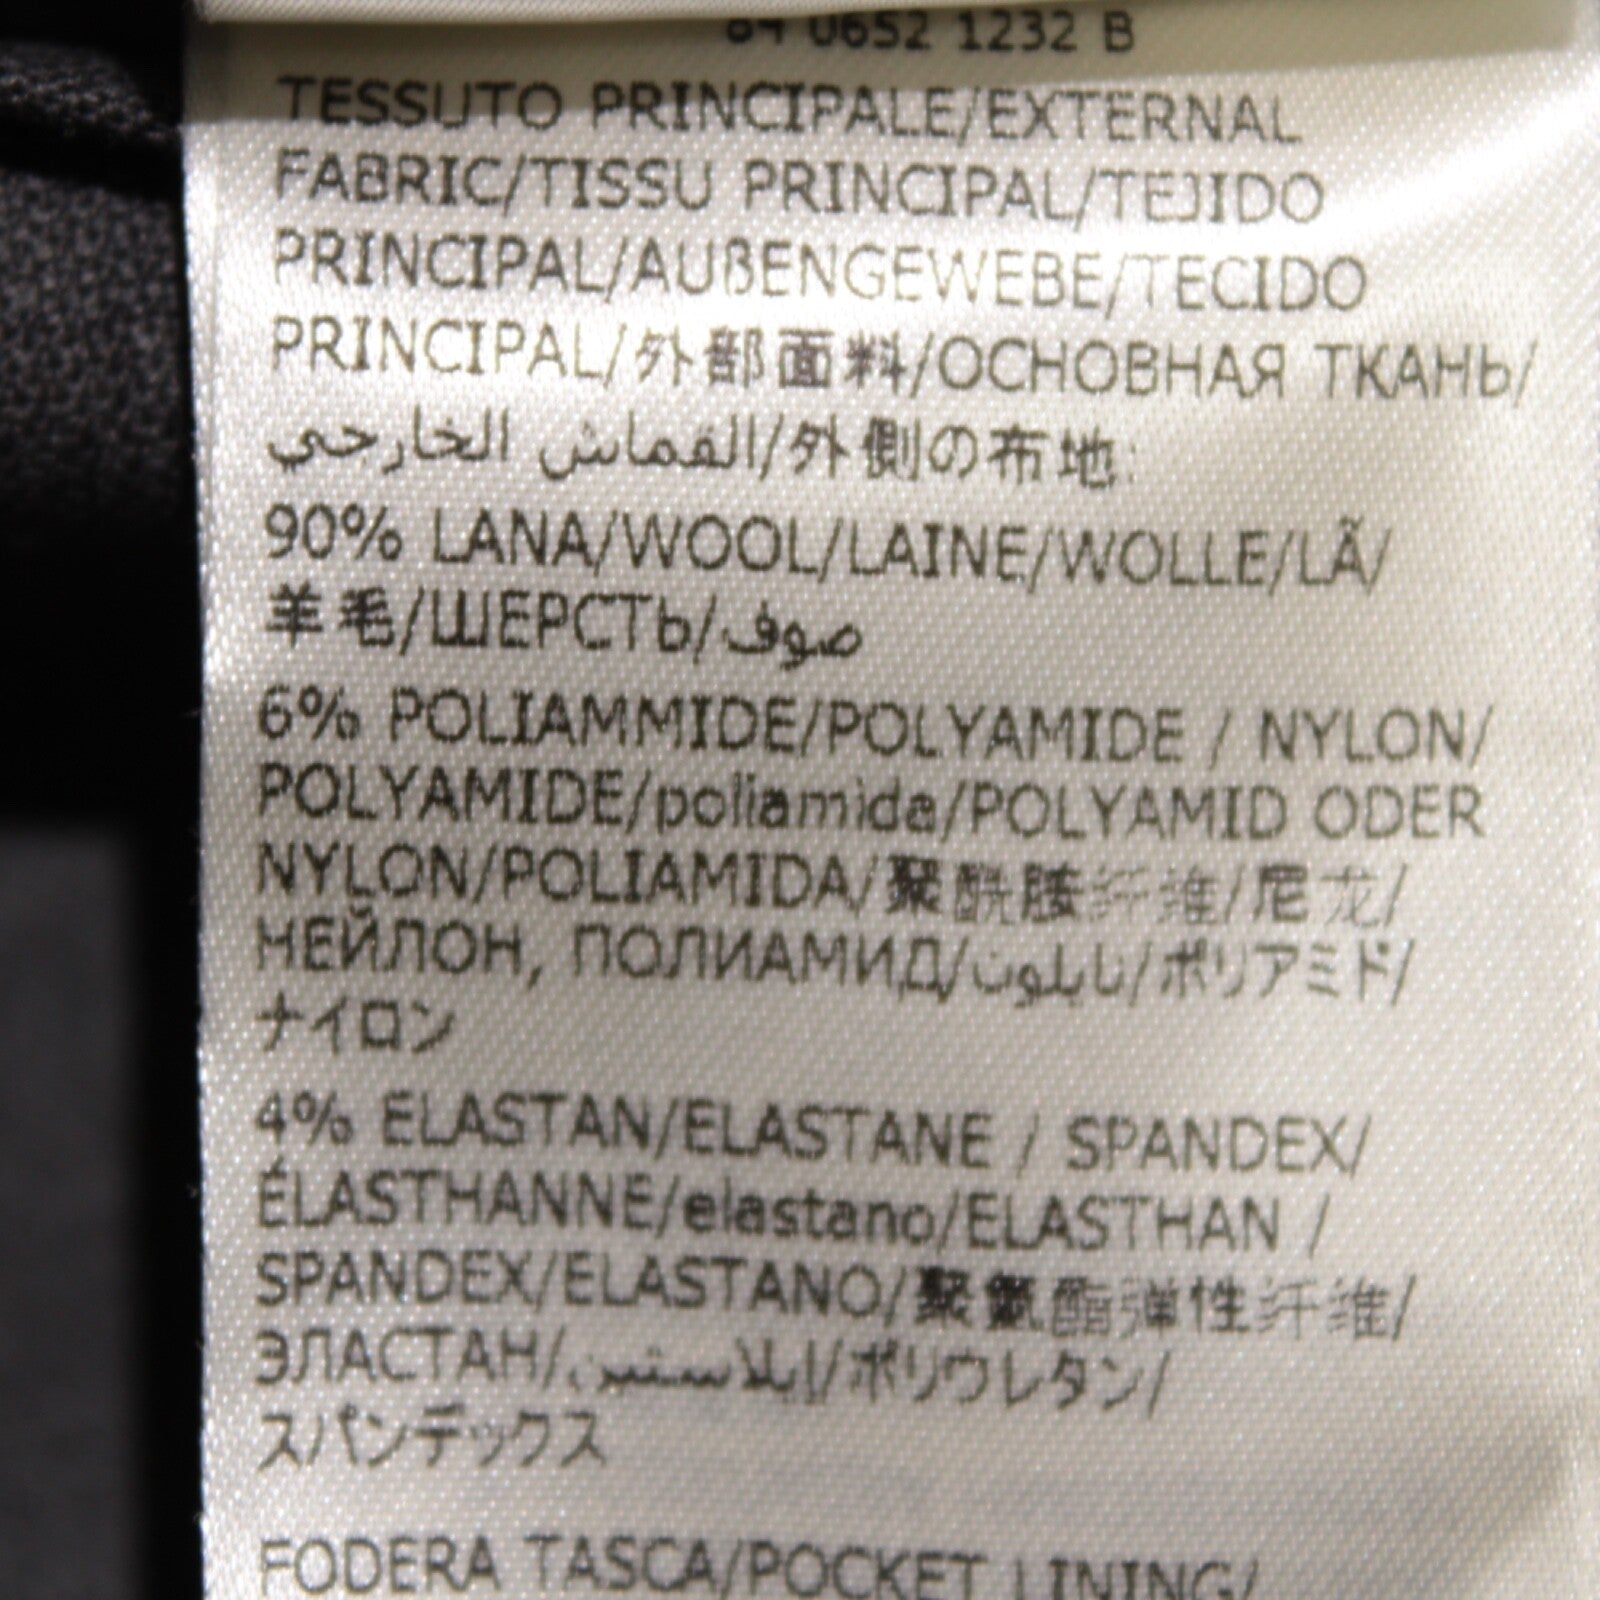 0652 1232 B
TESSUTO PRINCIPALE/EXTERNAL
FABRIC/TISSU PRINCIPAL/TEJIDO
PRINCIPAL/AUßENGEWEBE/TECIDO
PRINCIPAL/外部面料/ОСНОВНАЯ ТКАНЬ/
القماش الخارجي/外側の布地:
90% LANA/WOOL/LAINE/WOLLE/LÃ/
羊毛/ШЕРСТЬ/صوف
6% POLIAMMIDE/POLYAMIDE / NYLON/
POLYAMIDE/poliamida/POLYAMID ODER
NYLON/POLIAMIDA/聚酰胺纤维/尼龙/
НЕЙЛОН, ПОЛИАМИД/نايلون/ポリアミド/
ナイロン
4% ELASTAN/ELASTANE / SPANDEX/
ÉLASTHANNE/elastano/ELASTHAN /
SPANDEX/ELASTANO/聚氨酯弹性纤维/
ЭЛАСТАН/إيلاستين/ポリウレタン/
スパンデックス
FODERA TASCA/POCKET LINING/